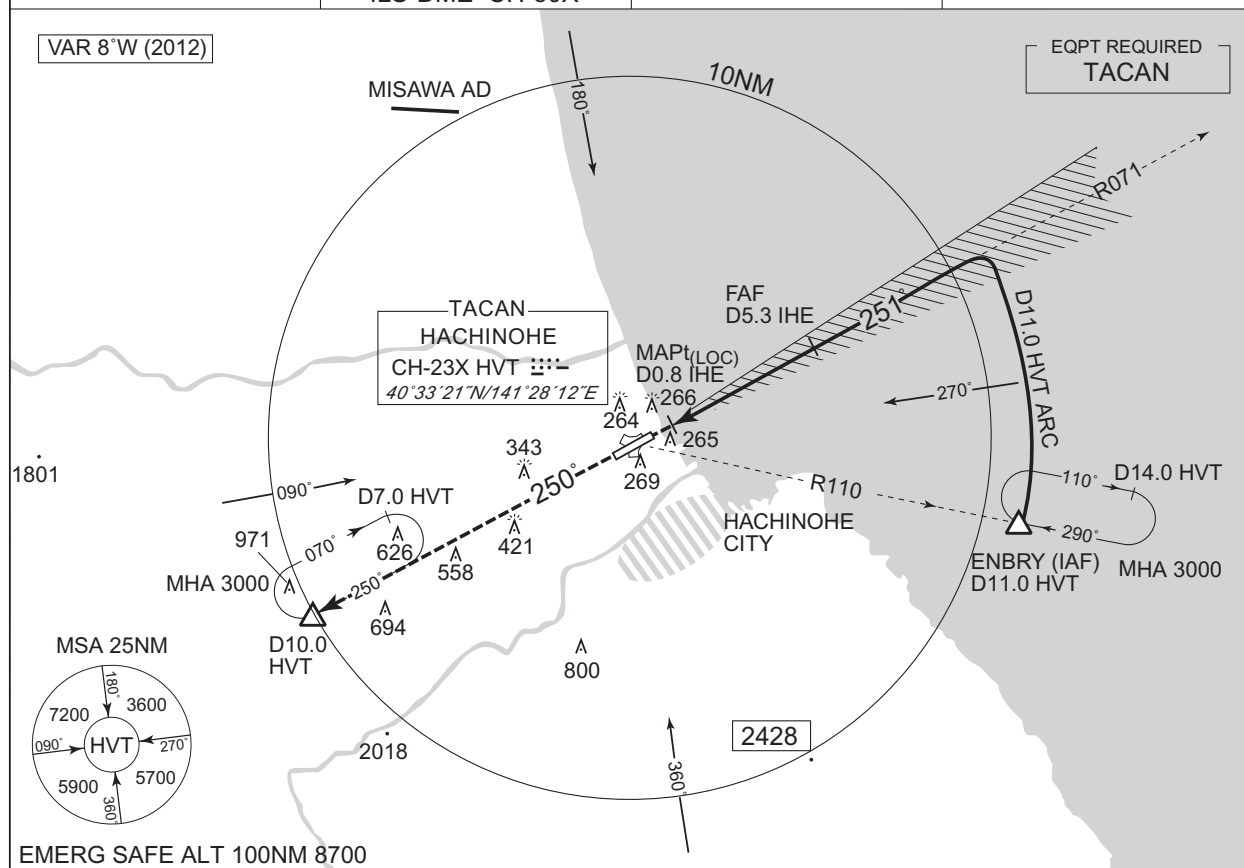 VAR 8°W (2012)
EQPT REQUIRED
TACAN
MISAWA AD
10NM
180°
R071
FAF
D5.3 IHE
251°
D11.0 HVT ARC
TACAN
HACHINOHE
CH-23X HVT
40°33´21˝N/141°28´12˝E
MAPt(LOC)
D0.8 IHE
266
264
265
269
270°
1801
343
250°
R110
110°
D14.0 HVT
290°
090°
D7.0 HVT
421
HACHINOHE
CITY
ENBRY (IAF)
D11.0 HVT
MHA 3000
971
070°
626
558
MHA 3000
250°
694
D10.0
HVT
800
MSA 25NM
180°
7200
3600
090°
HVT
270°
5900
5700
360°
2018
2428
360°
EMERG SAFE ALT 100NM 8700